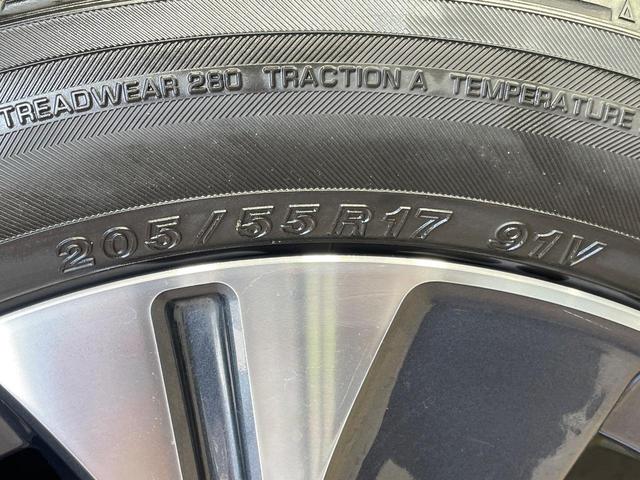 TREADWEAR 280 TRACTION A TEMPERATURE
205/55R17 91V